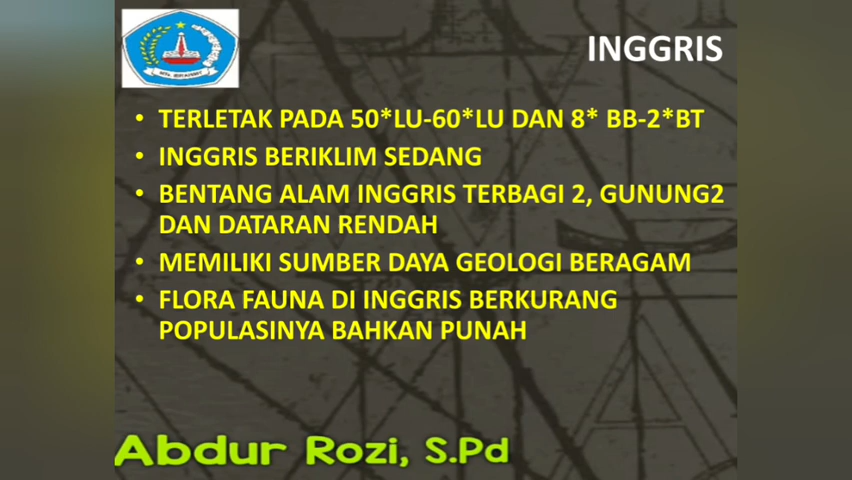 INGGRIS
• TERLETAK PADA 50*LU-60*LU DAN 8* BB-2*BT
• INGGRIS BERIKLIM SEDANG
• BENTANG ALAM INGGRIS TERBAGI 2, GUNUNG2
DAN DATARAN RENDAH
• MEMILIKI SUMBER DAYA GEOLOGI BERAGAM
• FLORA FAUNA DI INGGRIS BERKURANG
POPULASINYA BAHKAN PUNAH
Abdur Rozi, S.Pd